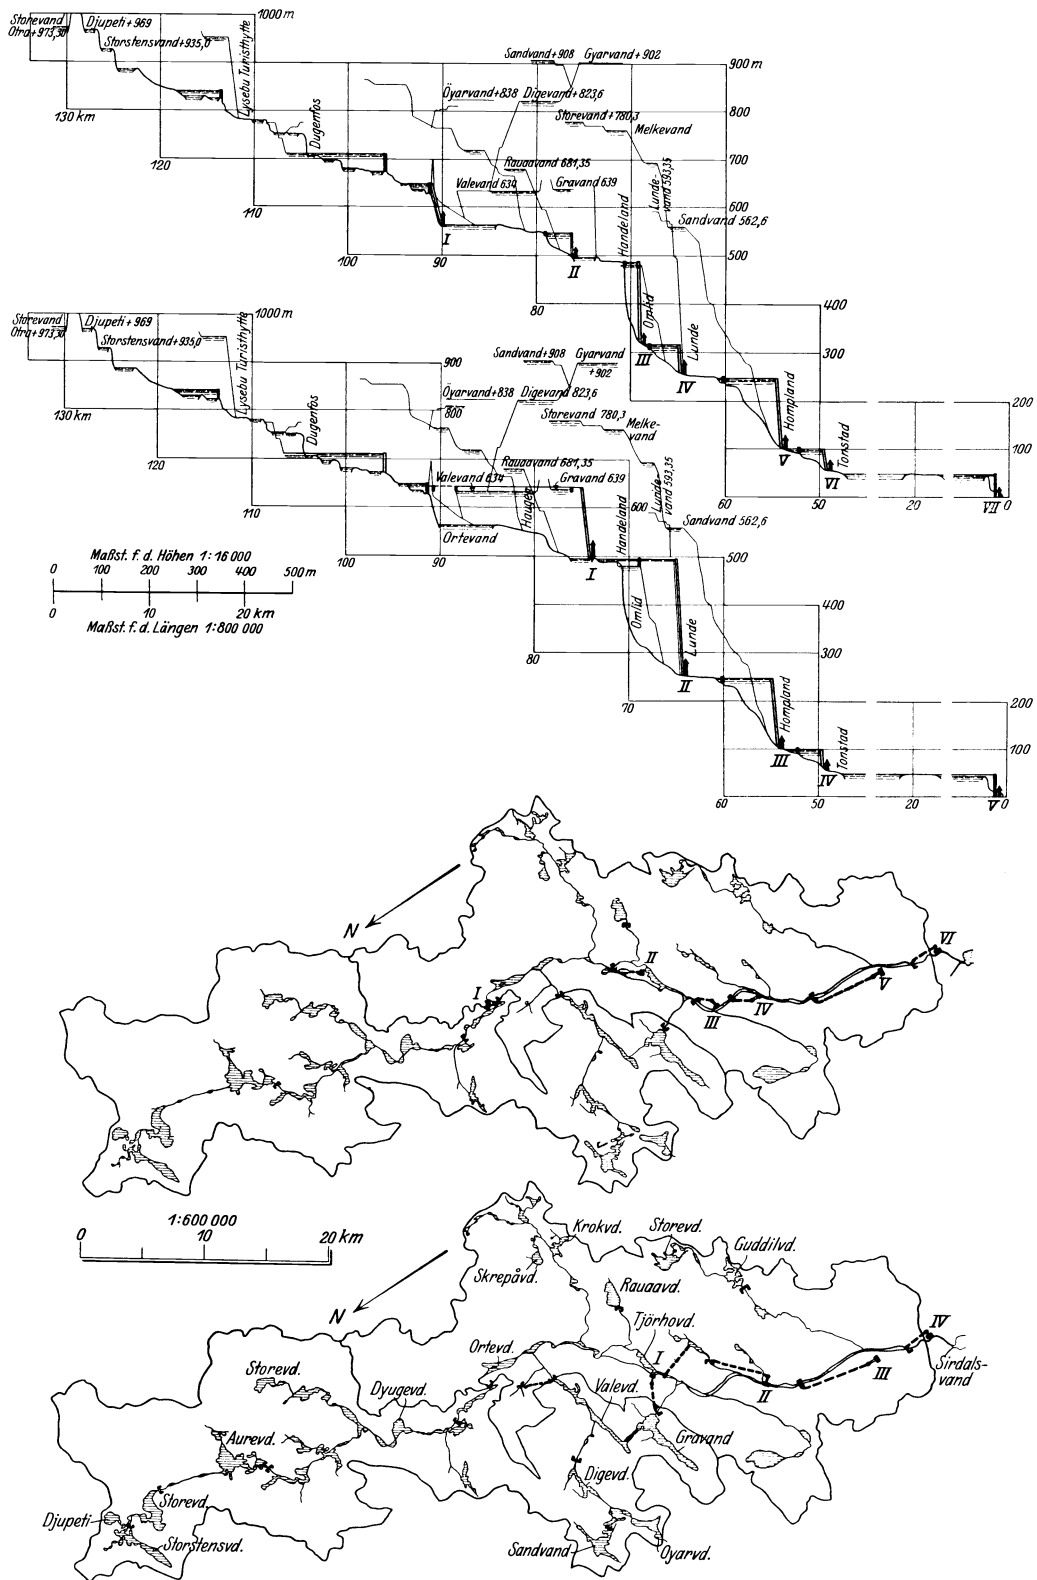 Storevand
Otra+973,30
Djupeti+969
Storstensvand+935,0
1000 m
Lysebu Turisthytte
Dugenfos
130 km
120
110
100
90
80
Sandvand+908
Gyarvand+902
900 m
Öyarvand+838
Digevand+823,6
800
Storevand+780,3
Melkevand
700
Rauaavand 681,35
Valevand 634
Gravand 639
Lunde-
vand 593,35
600
Sandvand 562,6
500
Handeland
I
II
Omlid
III
Lunde
IV
400
300
Hompland
V
Tonstad
VI
200
100
60
50
20
VII
0
Storevand
Otra+973,30
Djupeti+969
Storstensvand+935,0
1000 m
Lysebu Turisthytte
Dugenfos
130 km
120
110
100
90
80
70
Sandvand+908
Gyarvand
+902
900
Öyarvand+838
Digevand 823,6
800
Storevand 780,3
Melke-
vand
Rauaavand 681,35
Valevand 634
Gravand 639
Haugen
Lunde-
vand 593,35
600
Sandvand 562,6
Ortevand
Handeland
500
I
Omlid
Lunde
II
400
300
Hompland
III
Tonstad
IV
200
100
60
50
20
V
0
Maßst. f. d. Höhen 1:16 000
0 100 200 300 400 500 m
0 10 20 km
Maßst. f. d. Längen 1:800 000
N
I
II
III
IV
V
VI
1:600 000
0 10 20 km
N
Krokvd.
Storevd.
Guddilvd.
Skrepåvd.
Rauaavd.
Tjörhovd.
Ortevd.
I
IV
Sirdals-
vand
III
II
Storevd.
Dyugevd.
Valevd.
Gravand
Aurevd.
Digevd.
Storevd.
Djupeti
Storstensvd.
Sandvand
Oyarvd.